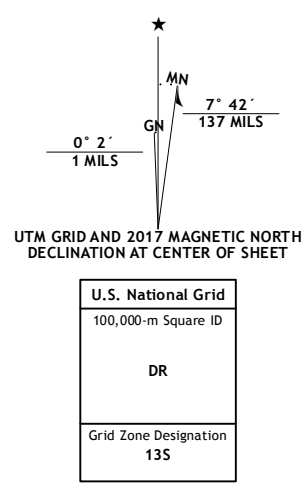 ★
MN
GN
7° 42´
137 MILS
0° 2´
1 MILS
UTM GRID AND 2017 MAGNETIC NORTH
DECLINATION AT CENTER OF SHEET
U.S. National Grid
100,000-m Square ID
DR
Grid Zone Designation
13S